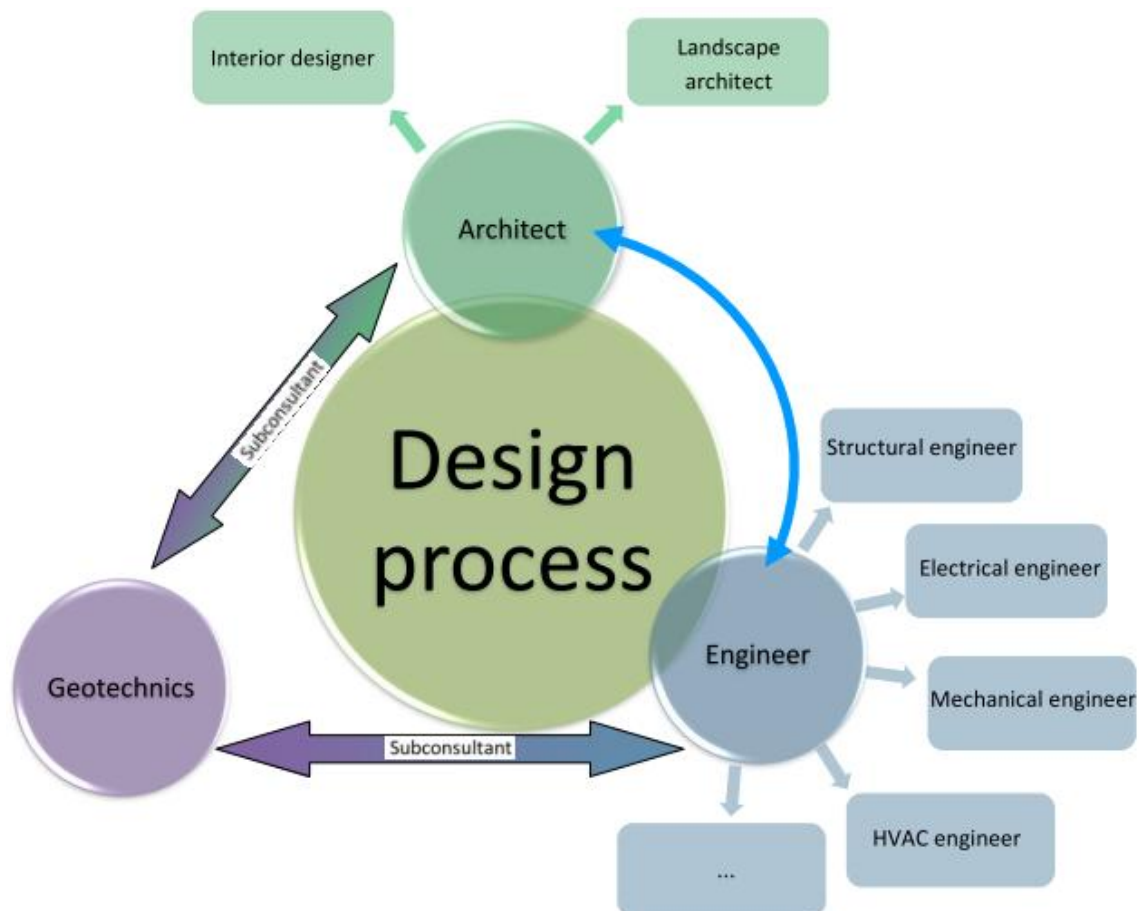 Interior designer
Landscape
architect
Architect
Subconsultant
Design
process
Structural engineer
Electrical engineer
Engineer
Mechanical engineer
Geotechnics
Subconsultant
HVAC engineer
...